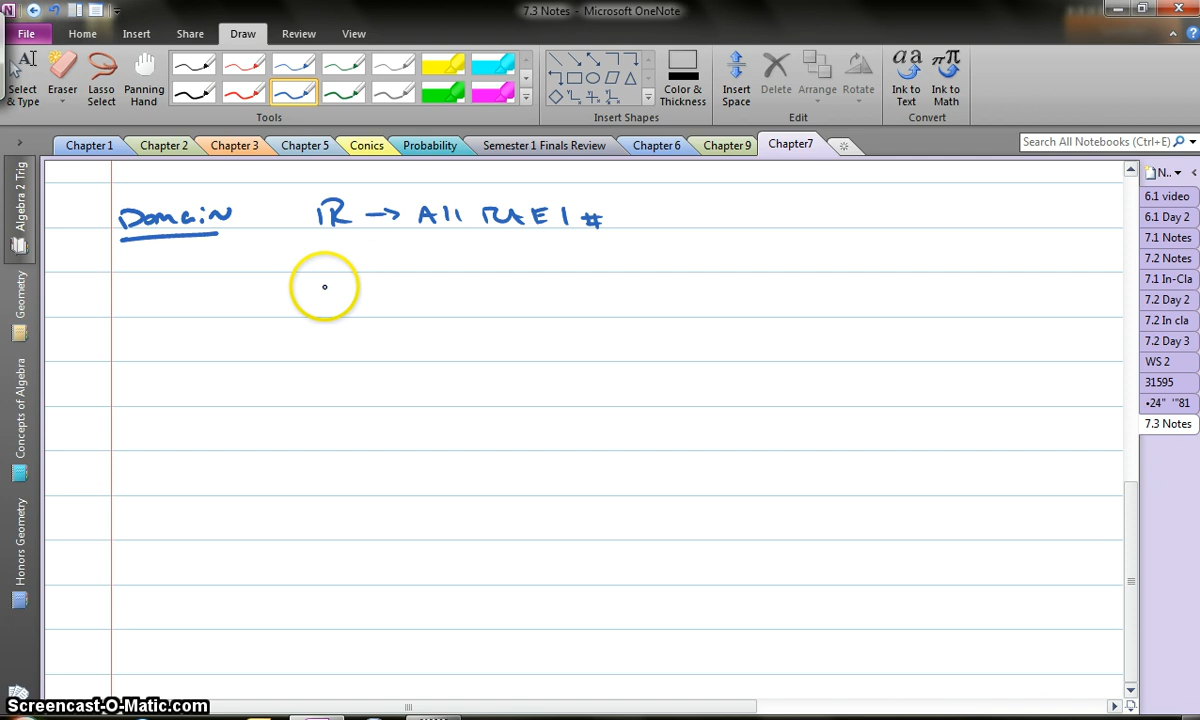 7.3 Notes - Microsoft OneNote
File Home Insert Share Draw Review View
Select & Type
Eraser
Lasso Select
Panning Hand
Color & Thickness
Insert Space
Delete
Arrange
Rotate
Ink to Text
Ink to Math
Tools
Insert Shapes
Edit
Convert
Chapter 1 Chapter 2 Chapter 3 Chapter 5 Conics Probability Semester 1 Finals Review Chapter 6 Chapter 9 Chapter7
Search All Notebooks (Ctrl+E)
Algebra 2 Trig
Geometry
Concepts of Algebra
Honors Geometry
Domain ℝ → All REEl #
N..
6.1 video
6.1 Day 2
7.1 Notes
7.2 Notes
7.1 In-Cla
7.2 Day 2
7.2 In cla
7.2 Day 3
WS 2
31595
•24" '"81
7.3 Notes
Screencast-O-Matic.com